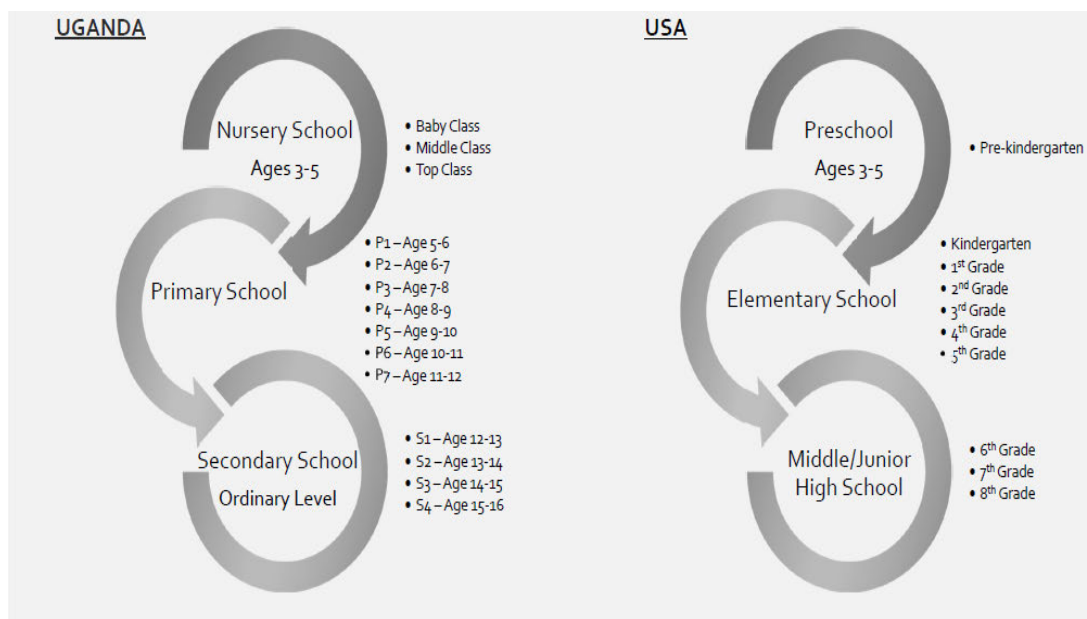 UGANDA
Nursery School
Ages 3-5
• Baby Class
• Middle Class
• Top Class
Primary School
• P1 – Age 5-6
• P2 – Age 6-7
• P3 – Age 7-8
• P4 – Age 8-9
• P5 – Age 9-10
• P6 – Age 10-11
• P7 – Age 11-12
Secondary School
Ordinary Level
• S1 – Age 12-13
• S2 – Age 13-14
• S3 – Age 14-15
• S4 – Age 15-16
USA
Preschool
Ages 3-5
• Pre-kindergarten
Elementary School
• Kindergarten
• 1st Grade
• 2nd Grade
• 3rd Grade
• 4th Grade
• 5th Grade
Middle/Junior
High School
• 6th Grade
• 7th Grade
• 8th Grade